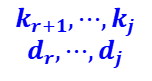 k_{r+1}, ⋯, k_j
d_r, ⋯, d_j